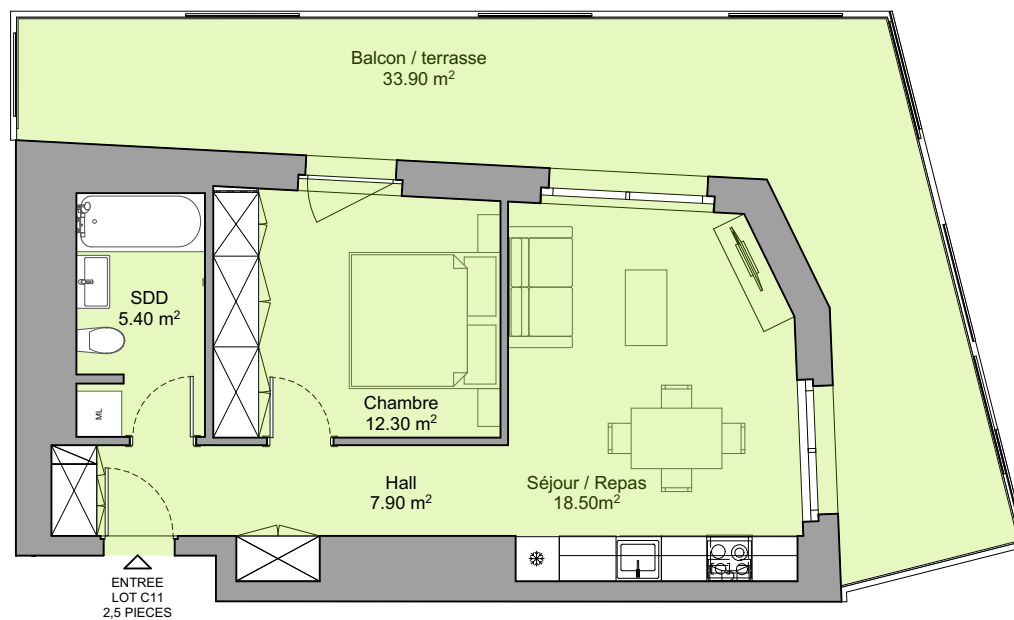 Balcon / terrasse
33.90 m²
SDD
5.40 m²
Chambre
12.30 m²
ML
Hall
7.90 m²
Séjour / Repas
18.50m²
ENTREE
LOT C11
2,5 PIECES